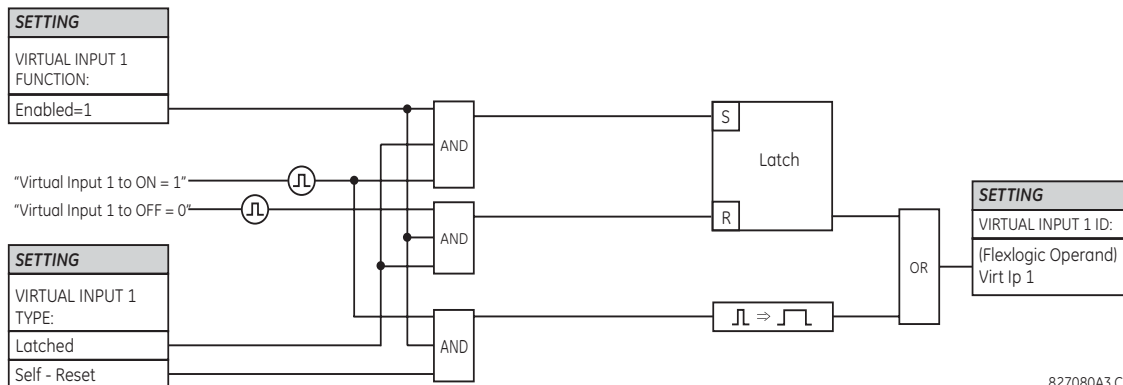 SETTING
VIRTUAL INPUT 1
FUNCTION:
Enabled=1
"Virtual Input 1 to ON = 1"
"Virtual Input 1 to OFF = 0"
SETTING
VIRTUAL INPUT 1
TYPE:
Latched
Self - Reset
AND
AND
AND
S
Latch
R
OR
SETTING
VIRTUAL INPUT 1 ID:
(Flexlogic Operand)
Virt Ip 1